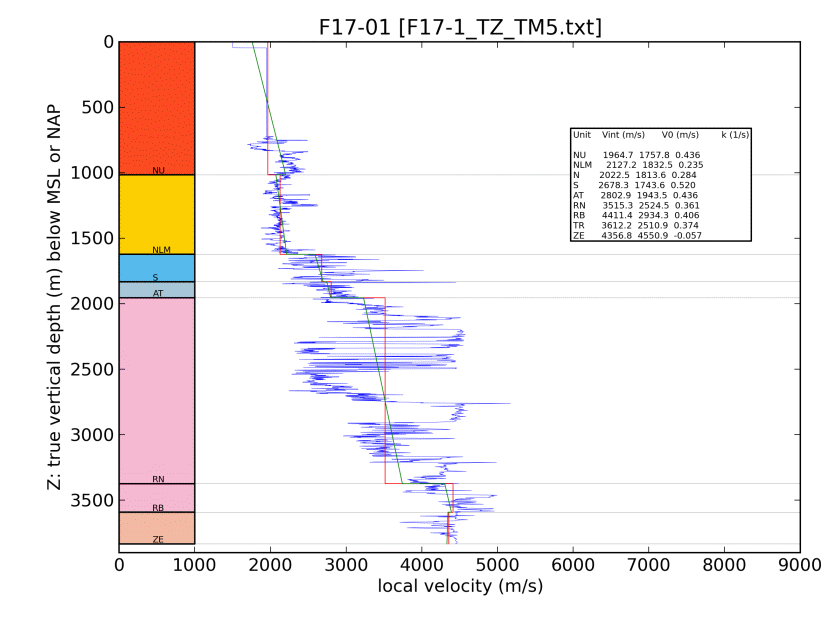 F17-01 [F17-1_TZ_TM5.txt]
Z: true vertical depth (m) below MSL or NAP
0
500
1000
1500
2000
2500
3000
3500
NU
NLM
S
AT
RN
RB
ZE
Unit Vint (m/s) V0 (m/s) k (1/s)
NU 1964.7 1757.8 0.436
NLM 2127.2 1832.5 0.235
N 2022.5 1813.6 0.284
S 2678.3 1743.6 0.520
AT 2802.9 1943.5 0.436
RN 3515.3 2524.5 0.361
RB 4411.4 2934.3 0.406
TR 3612.2 2510.9 0.374
ZE 4356.8 4550.9 -0.057
0 1000 2000 3000 4000 5000 6000 7000 8000 9000
local velocity (m/s)